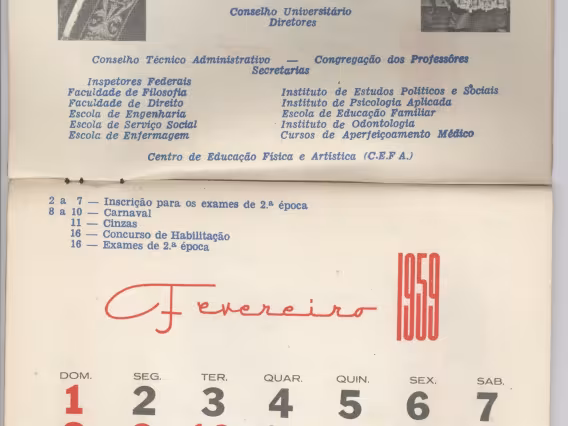 Conselho Universitário
Diretores
Conselho Técnico Administrativo — Congregação dos Professôres
Secretarias
Inspetores Federais
Faculdade de Filosofia
Faculdade de Direito
Escola de Engenharia
Escola de Serviço Social
Escola de Enfermagem
Instituto de Estudos Políticos e Sociais
Instituto de Psicologia Aplicada
Escola de Educação Familiar
Instituto de Odontologia
Cursos de Aperfeiçoamento Médico
Centro de Educação Física e Artística (C.E.F A.)
2 a 7 — Inscrição para os exames de 2.ª época
8 a 10 — Carnaval
11 — Cinzas
16 — Concurso de Habilitação
16 — Exames de 2.ª época
Fevereiro 1959
DOM. SEG. TER. QUAR. QUIN. SEX. SAB.
1 2 3 4 5 6 7